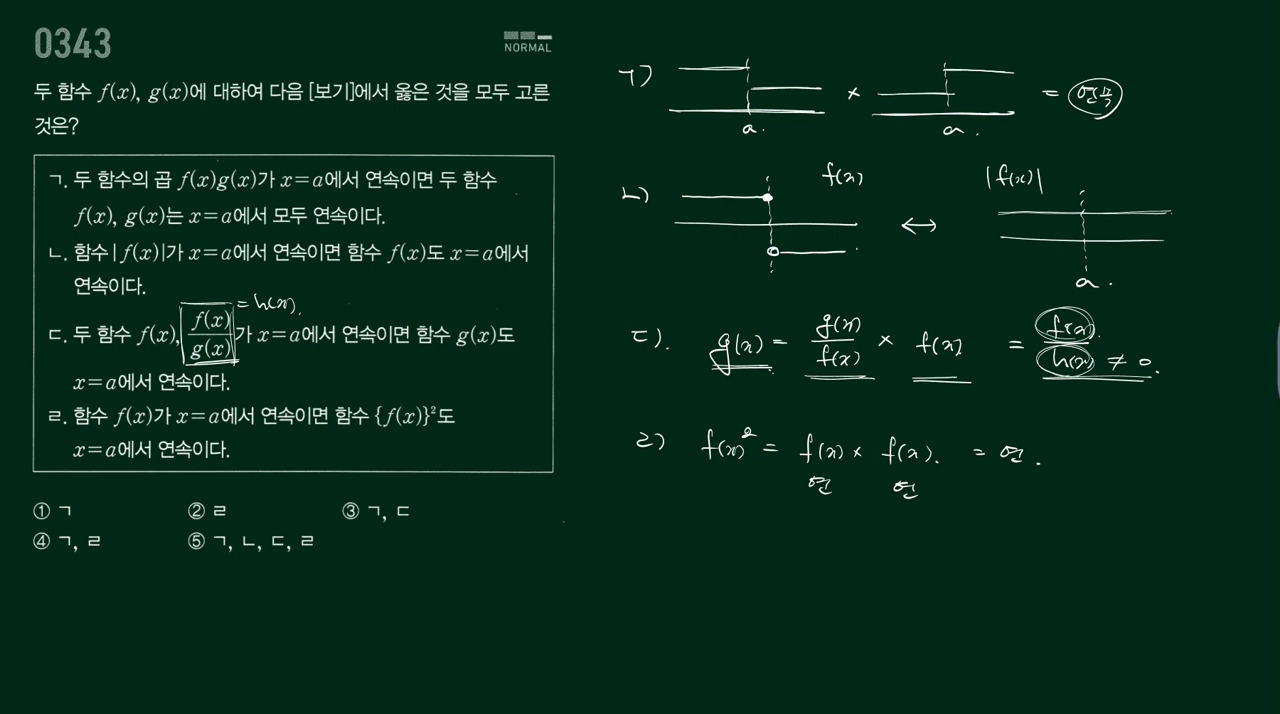 0343
NORMAL
두 함수 f(x), g(x)에 대하여 다음 [보기]에서 옳은 것을 모두 고른
것은?
ㄱ. 두 함수의 곱 f(x)g(x)가 x=a에서 연속이면 두 함수
f(x), g(x)는 x=a에서 모두 연속이다.
ㄴ. 함수 |f(x)|가 x=a에서 연속이면 함수 f(x)도 x=a에서
연속이다.
= h(x).
ㄷ. 두 함수 f(x), f(x)/g(x)가 x=a에서 연속이면 함수 g(x)도
x=a에서 연속이다.
ㄹ. 함수 f(x)가 x=a에서 연속이면 함수 {f(x)}²도
x=a에서 연속이다.
① ㄱ ② ㄹ ③ ㄱ, ㄷ
④ ㄱ, ㄹ ⑤ ㄱ, ㄴ, ㄷ, ㄹ
ㄱ) × = 연속
a. a.
ㄴ) f(x) ↔ |f(x)|
a.
ㄷ). g(x) = g(x)/f(x) × f(x) = f(x)/h(x) ≠ 0.
ㄹ) f(x)² = f(x) × f(x). = 연.
연 연